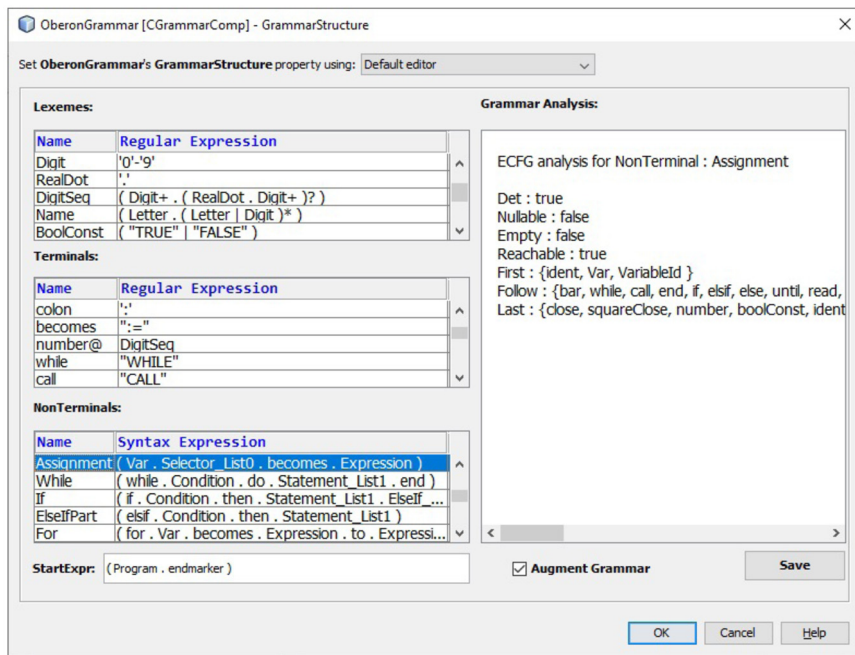 OberonGrammar [CGrammarComp] - GrammarStructure
Set OberonGrammar's GrammarStructure property using: Default editor
Lexemes:
Name Regular Expression
Digit '0'-'9'
RealDot '.'
DigitSeq ( Digit+ . ( RealDot . Digit+ )? )
Name ( Letter . ( Letter | Digit )* )
BoolConst ( "TRUE" | "FALSE" )
Terminals:
Name Regular Expression
colon ':'
becomes ":="
number@ DigitSeq
while "WHILE"
call "CALL"
NonTerminals:
Name Syntax Expression
Assignment ( Var . Selector_List0 . becomes . Expression )
While ( while . Condition . do . Statement_List1 . end )
If ( if . Condition . then . Statement_List1 . ElseIf_...
ElseIfPart ( elsif . Condition . then . Statement_List1 )
For ( for . Var . becomes . Expression . to . Expressi...
StartExpr: ( Program . endmarker )
Grammar Analysis:
ECFG analysis for NonTerminal : Assignment
Det : true
Nullable : false
Empty : false
Reachable : true
First : {ident, Var, VariableId }
Follow : {bar, while, call, end, if, elsif, else, until, read,
Last : {close, squareClose, number, boolConst, ident
Augment Grammar
Save
OK Cancel Help